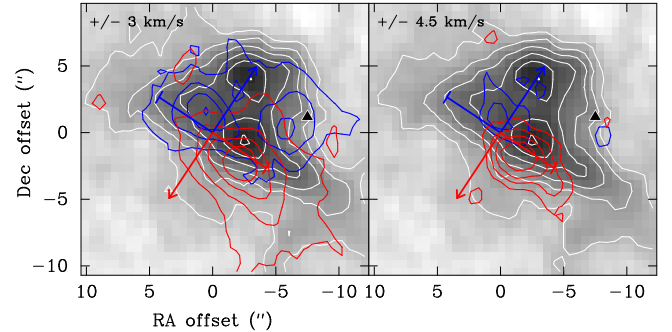 +/− 3 km/s
+/− 4.5 km/s
5
0
−5
−10
Dec offset (")
10 5 0 −5 −10 10 5 0 −5 −10
RA offset (")